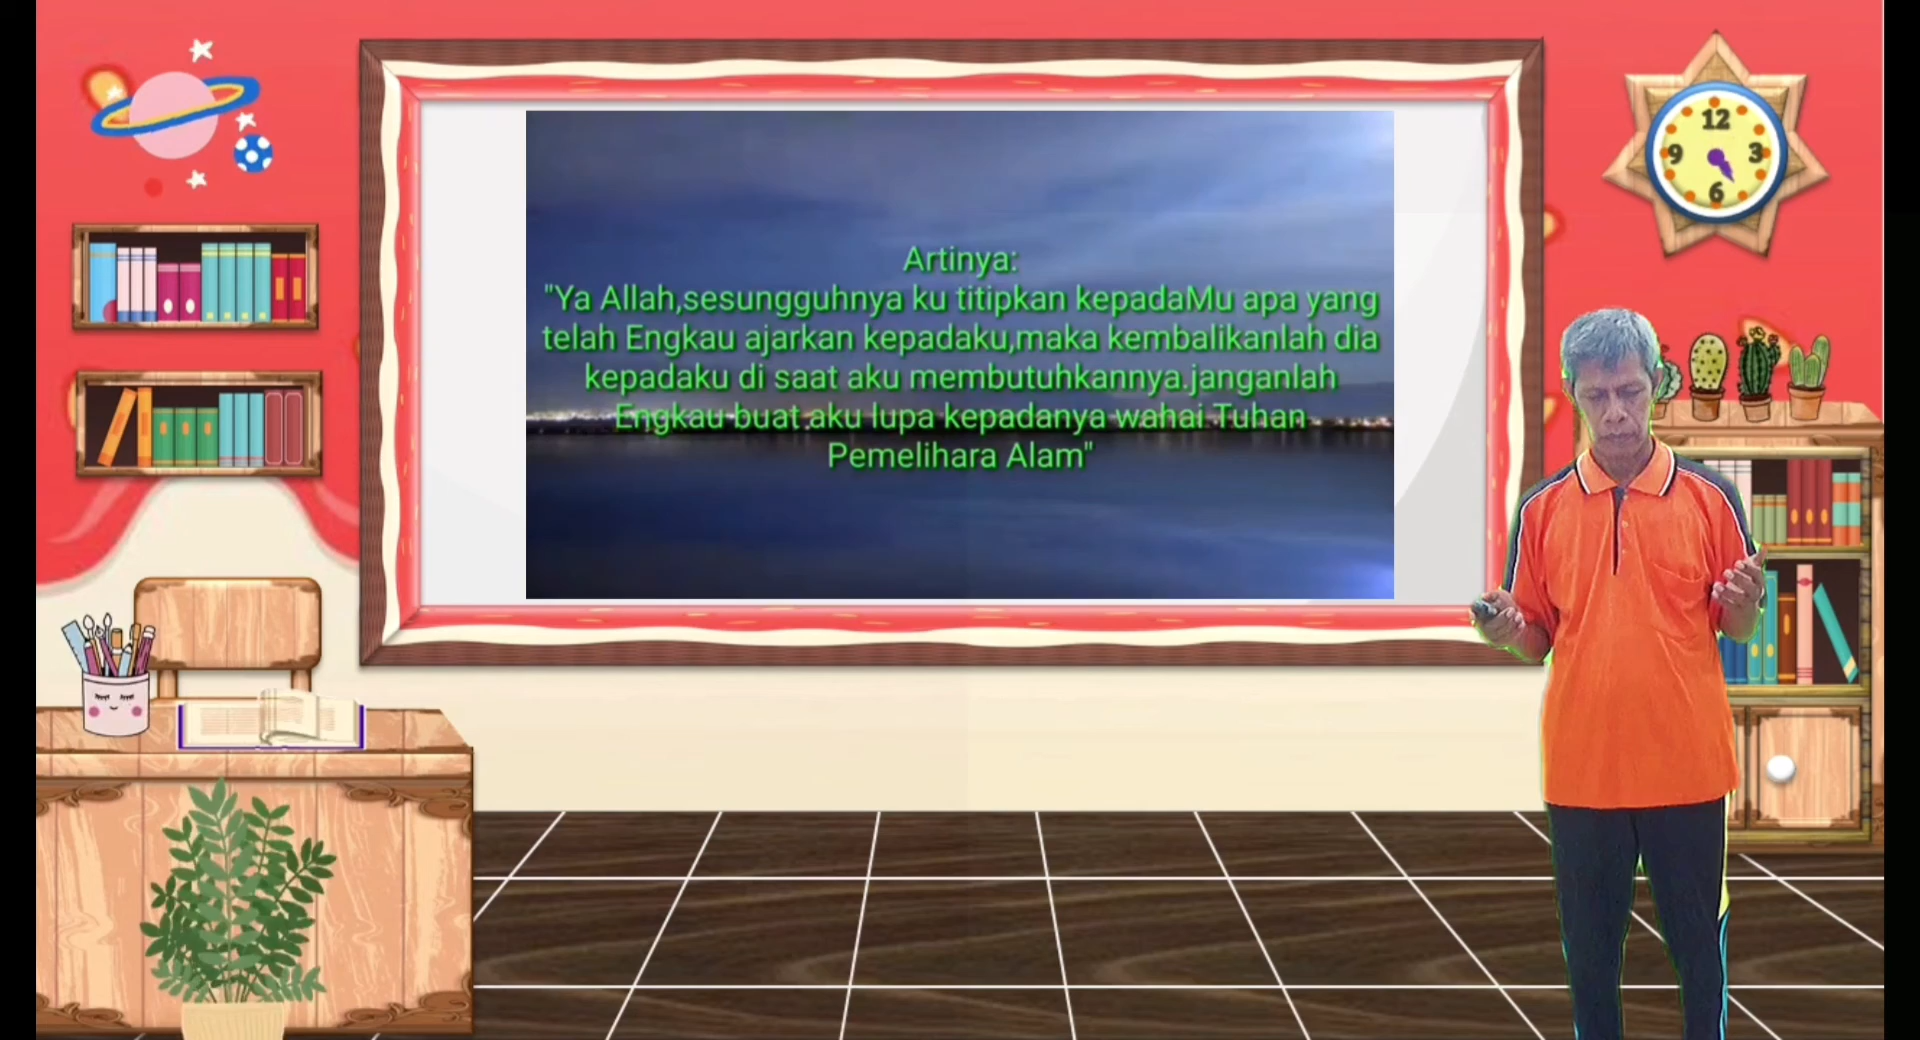 12
9
3
6
Artinya:
"Ya Allah,sesungguhnya ku titipkan kepadaMu apa yang
telah Engkau ajarkan kepadaku,maka kembalikanlah dia
kepadaku di saat aku membutuhkannya.janganlah
Engkau buat aku lupa kepadanya wahai Tuhan
Pemelihara Alam"